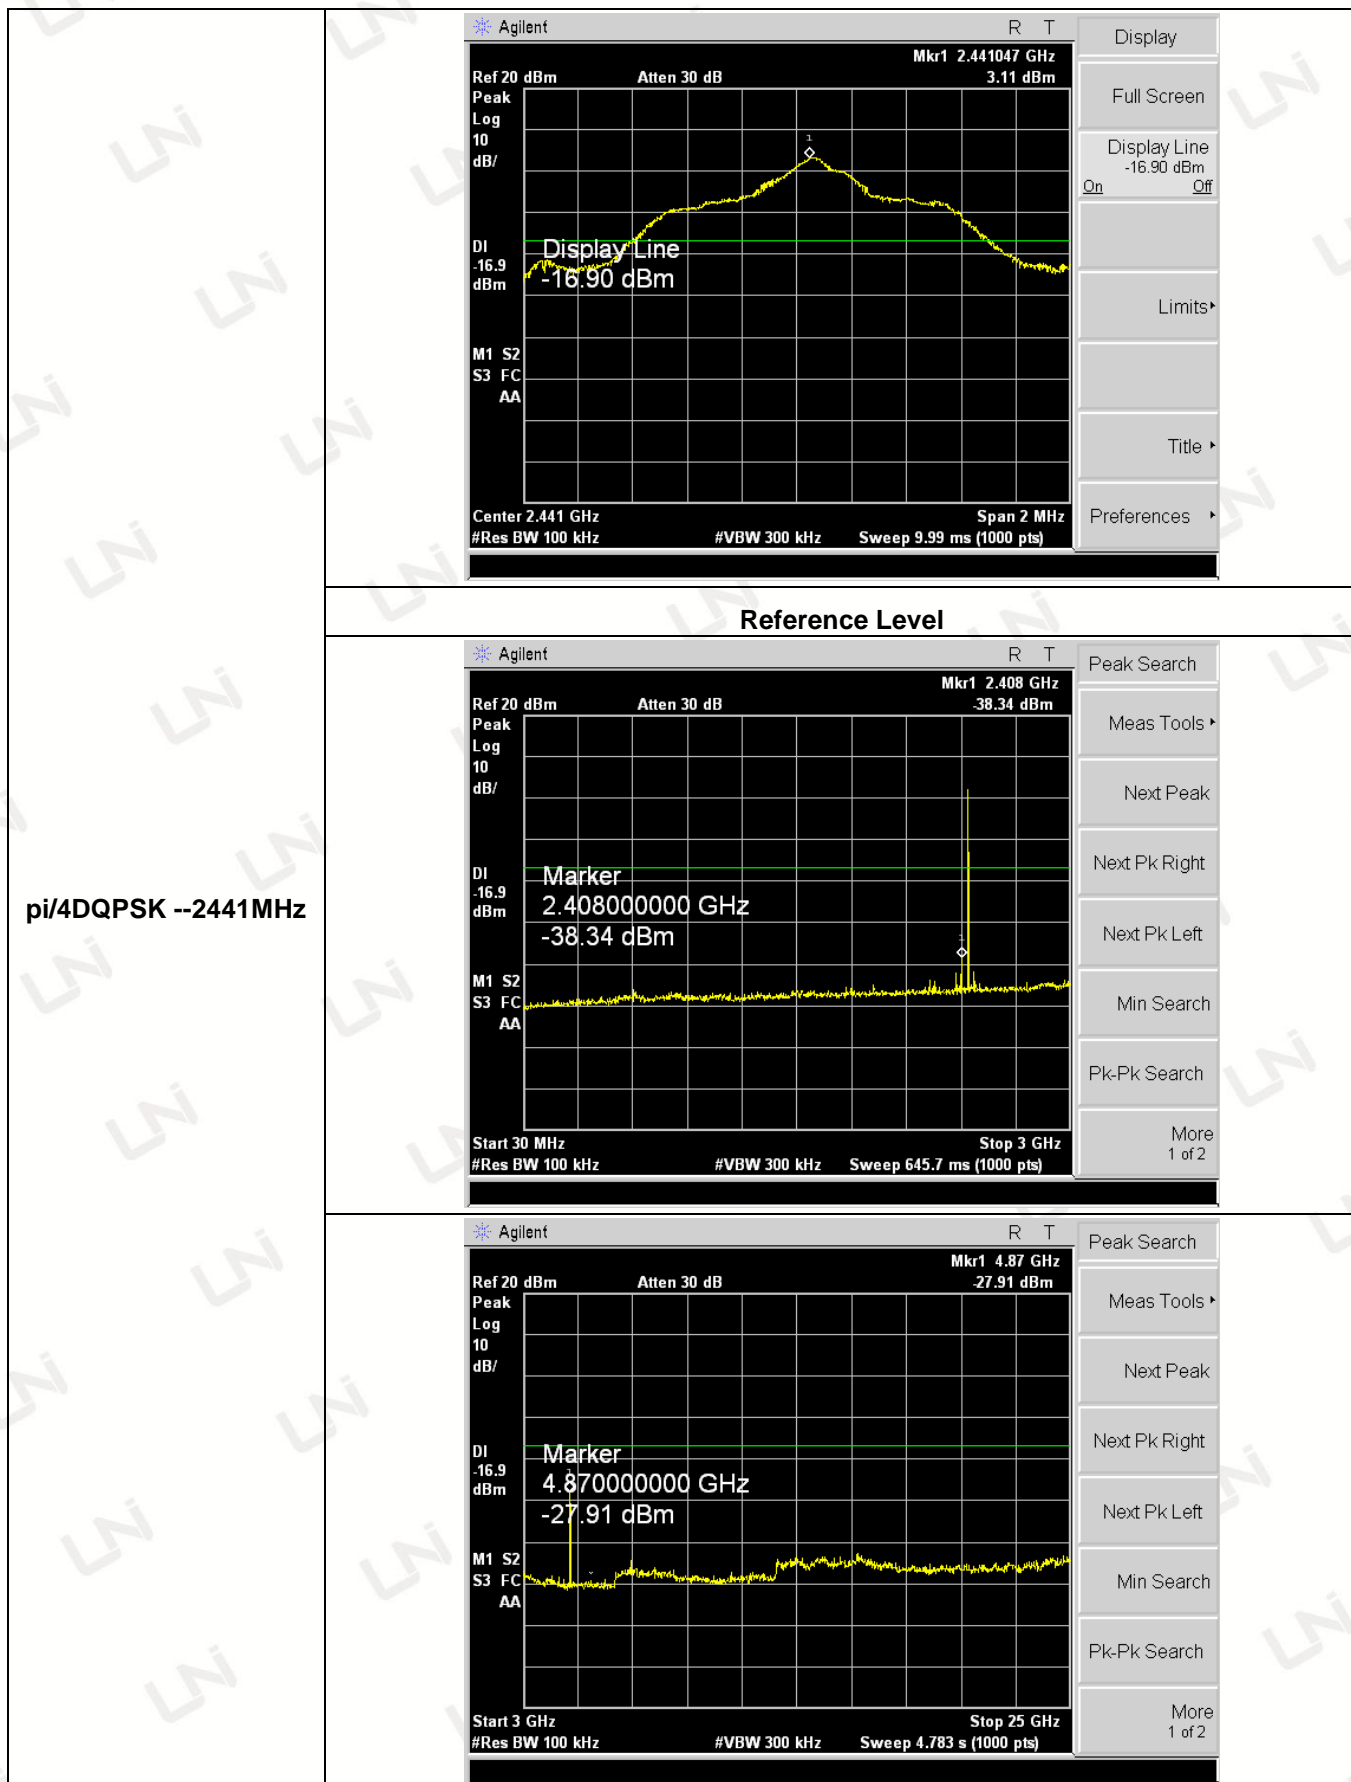 pi/4DQPSK --2441MHz
Agilent R T
Mkr1 2.441047 GHz
Ref 20 dBm Atten 30 dB 3.11 dBm
Peak
Log
10
dB/
1
DI
-16.9
dBm
Display Line
-16.90 dBm
M1 S2
S3 FC
AA
Center 2.441 GHz Span 2 MHz
#Res BW 100 kHz #VBW 300 kHz Sweep 9.99 ms (1000 pts)
Display
Full Screen
Display Line
-16.90 dBm
On Off
Limits
Title
Preferences
Reference Level
Agilent R T
Mkr1 2.408 GHz
Ref 20 dBm Atten 30 dB -38.34 dBm
Peak
Log
10
dB/
DI
-16.9
dBm
Marker
2.408000000 GHz
-38.34 dBm
1
M1 S2
S3 FC
AA
Start 30 MHz Stop 3 GHz
#Res BW 100 kHz #VBW 300 kHz Sweep 645.7 ms (1000 pts)
Peak Search
Meas Tools
Next Peak
Next Pk Right
Next Pk Left
Min Search
Pk-Pk Search
More
1 of 2
Agilent R T
Mkr1 4.87 GHz
Ref 20 dBm Atten 30 dB -27.91 dBm
Peak
Log
10
dB/
DI
-16.9
dBm
Marker
4.870000000 GHz
-27.91 dBm
M1 S2
S3 FC
AA
Start 3 GHz Stop 25 GHz
#Res BW 100 kHz #VBW 300 kHz Sweep 4.783 s (1000 pts)
Peak Search
Meas Tools
Next Peak
Next Pk Right
Next Pk Left
Min Search
Pk-Pk Search
More
1 of 2